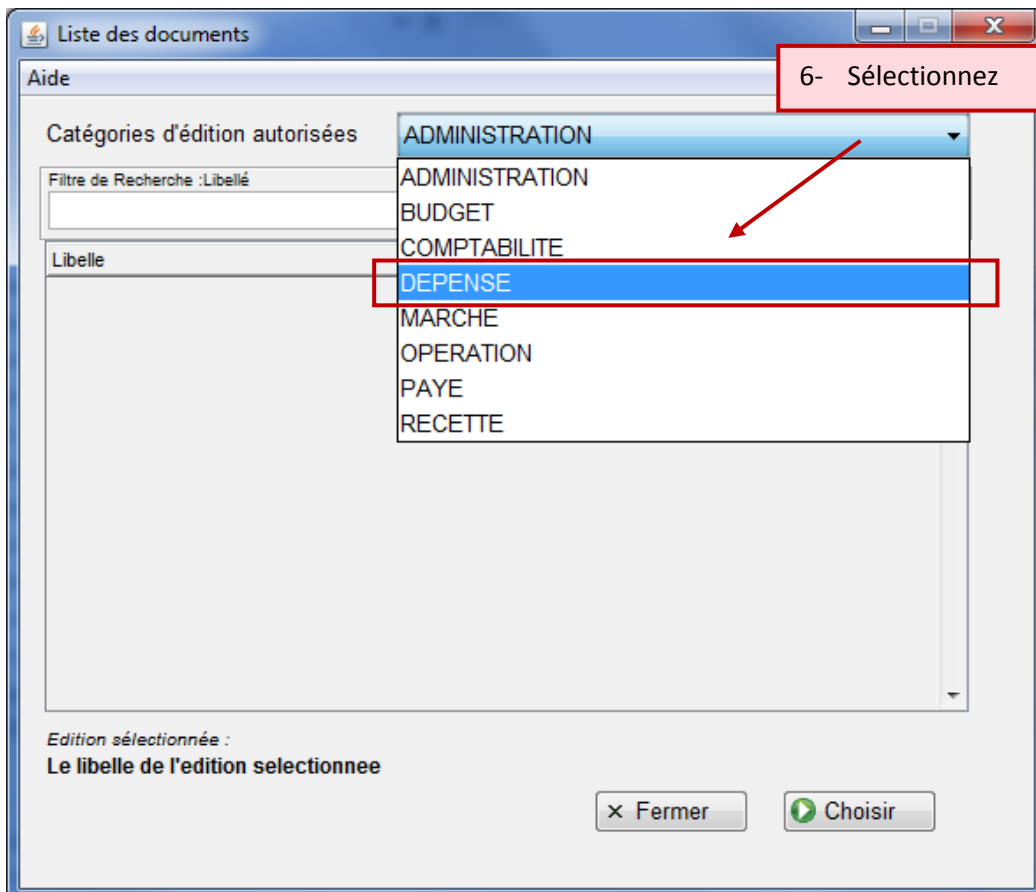 Liste des documents
Aide
6- Sélectionnez
Catégories d'édition autorisées
ADMINISTRATION
Filtre de Recherche :Libellé
ADMINISTRATION
BUDGET
COMPTABILITE
DEPENSE
MARCHE
OPERATION
PAYE
RECETTE
Libelle
Edition sélectionnée :
Le libelle de l'edition selectionnee
× Fermer
Choisir